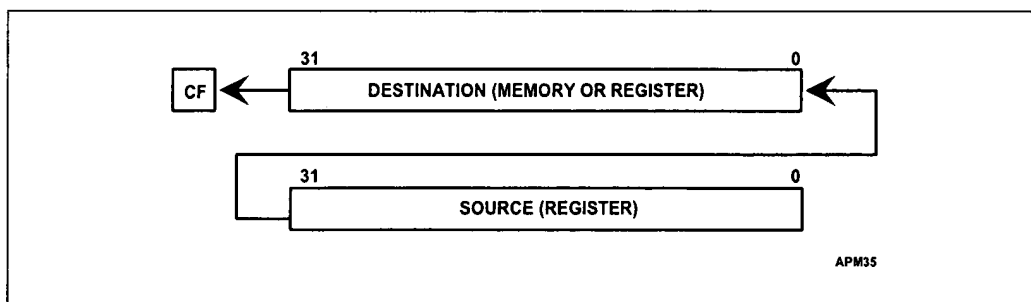 31 0
CF DESTINATION (MEMORY OR REGISTER)
31 0
SOURCE (REGISTER)
APM35